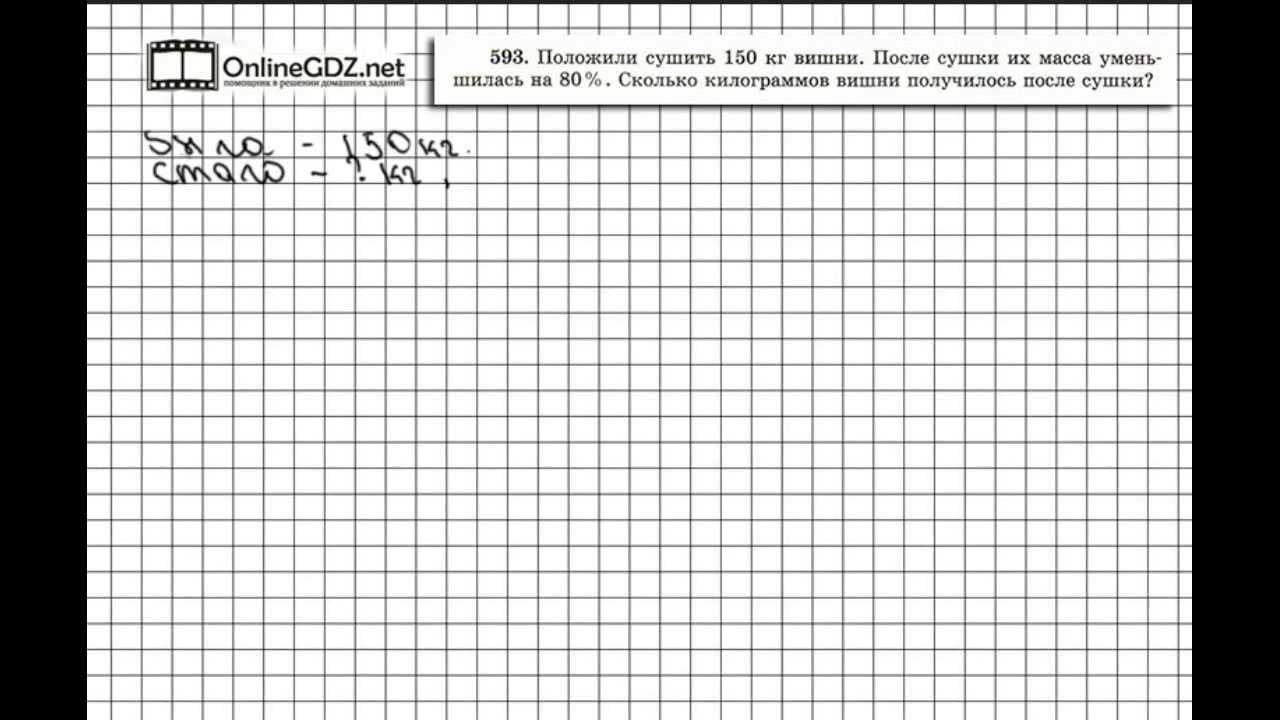 OnlineGDZ.net
помощник в решении домашних заданий
593. Положили сушить 150 кг вишни. После сушки их масса умень-
шилась на 80%. Сколько килограммов вишни получилось после сушки?
Была - 150 кг.
Стало - ? кг,